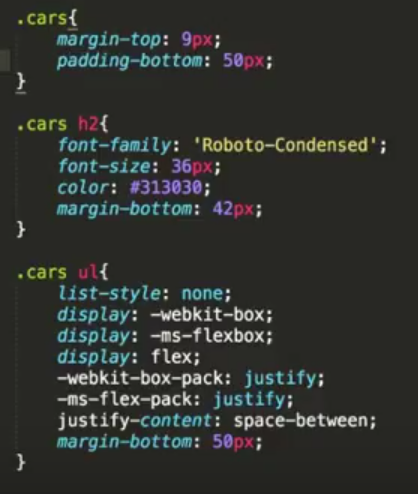 .cars{
margin-top: 9px;
padding-bottom: 50px;
}
.cars h2{
font-family: 'Roboto-Condensed';
font-size: 36px;
color: #313030;
margin-bottom: 42px;
}
.cars ul{
list-style: none;
display: -webkit-box;
display: -ms-flexbox;
display: flex;
-webkit-box-pack: justify;
-ms-flex-pack: justify;
justify-content: space-between;
margin-bottom: 50px;
}